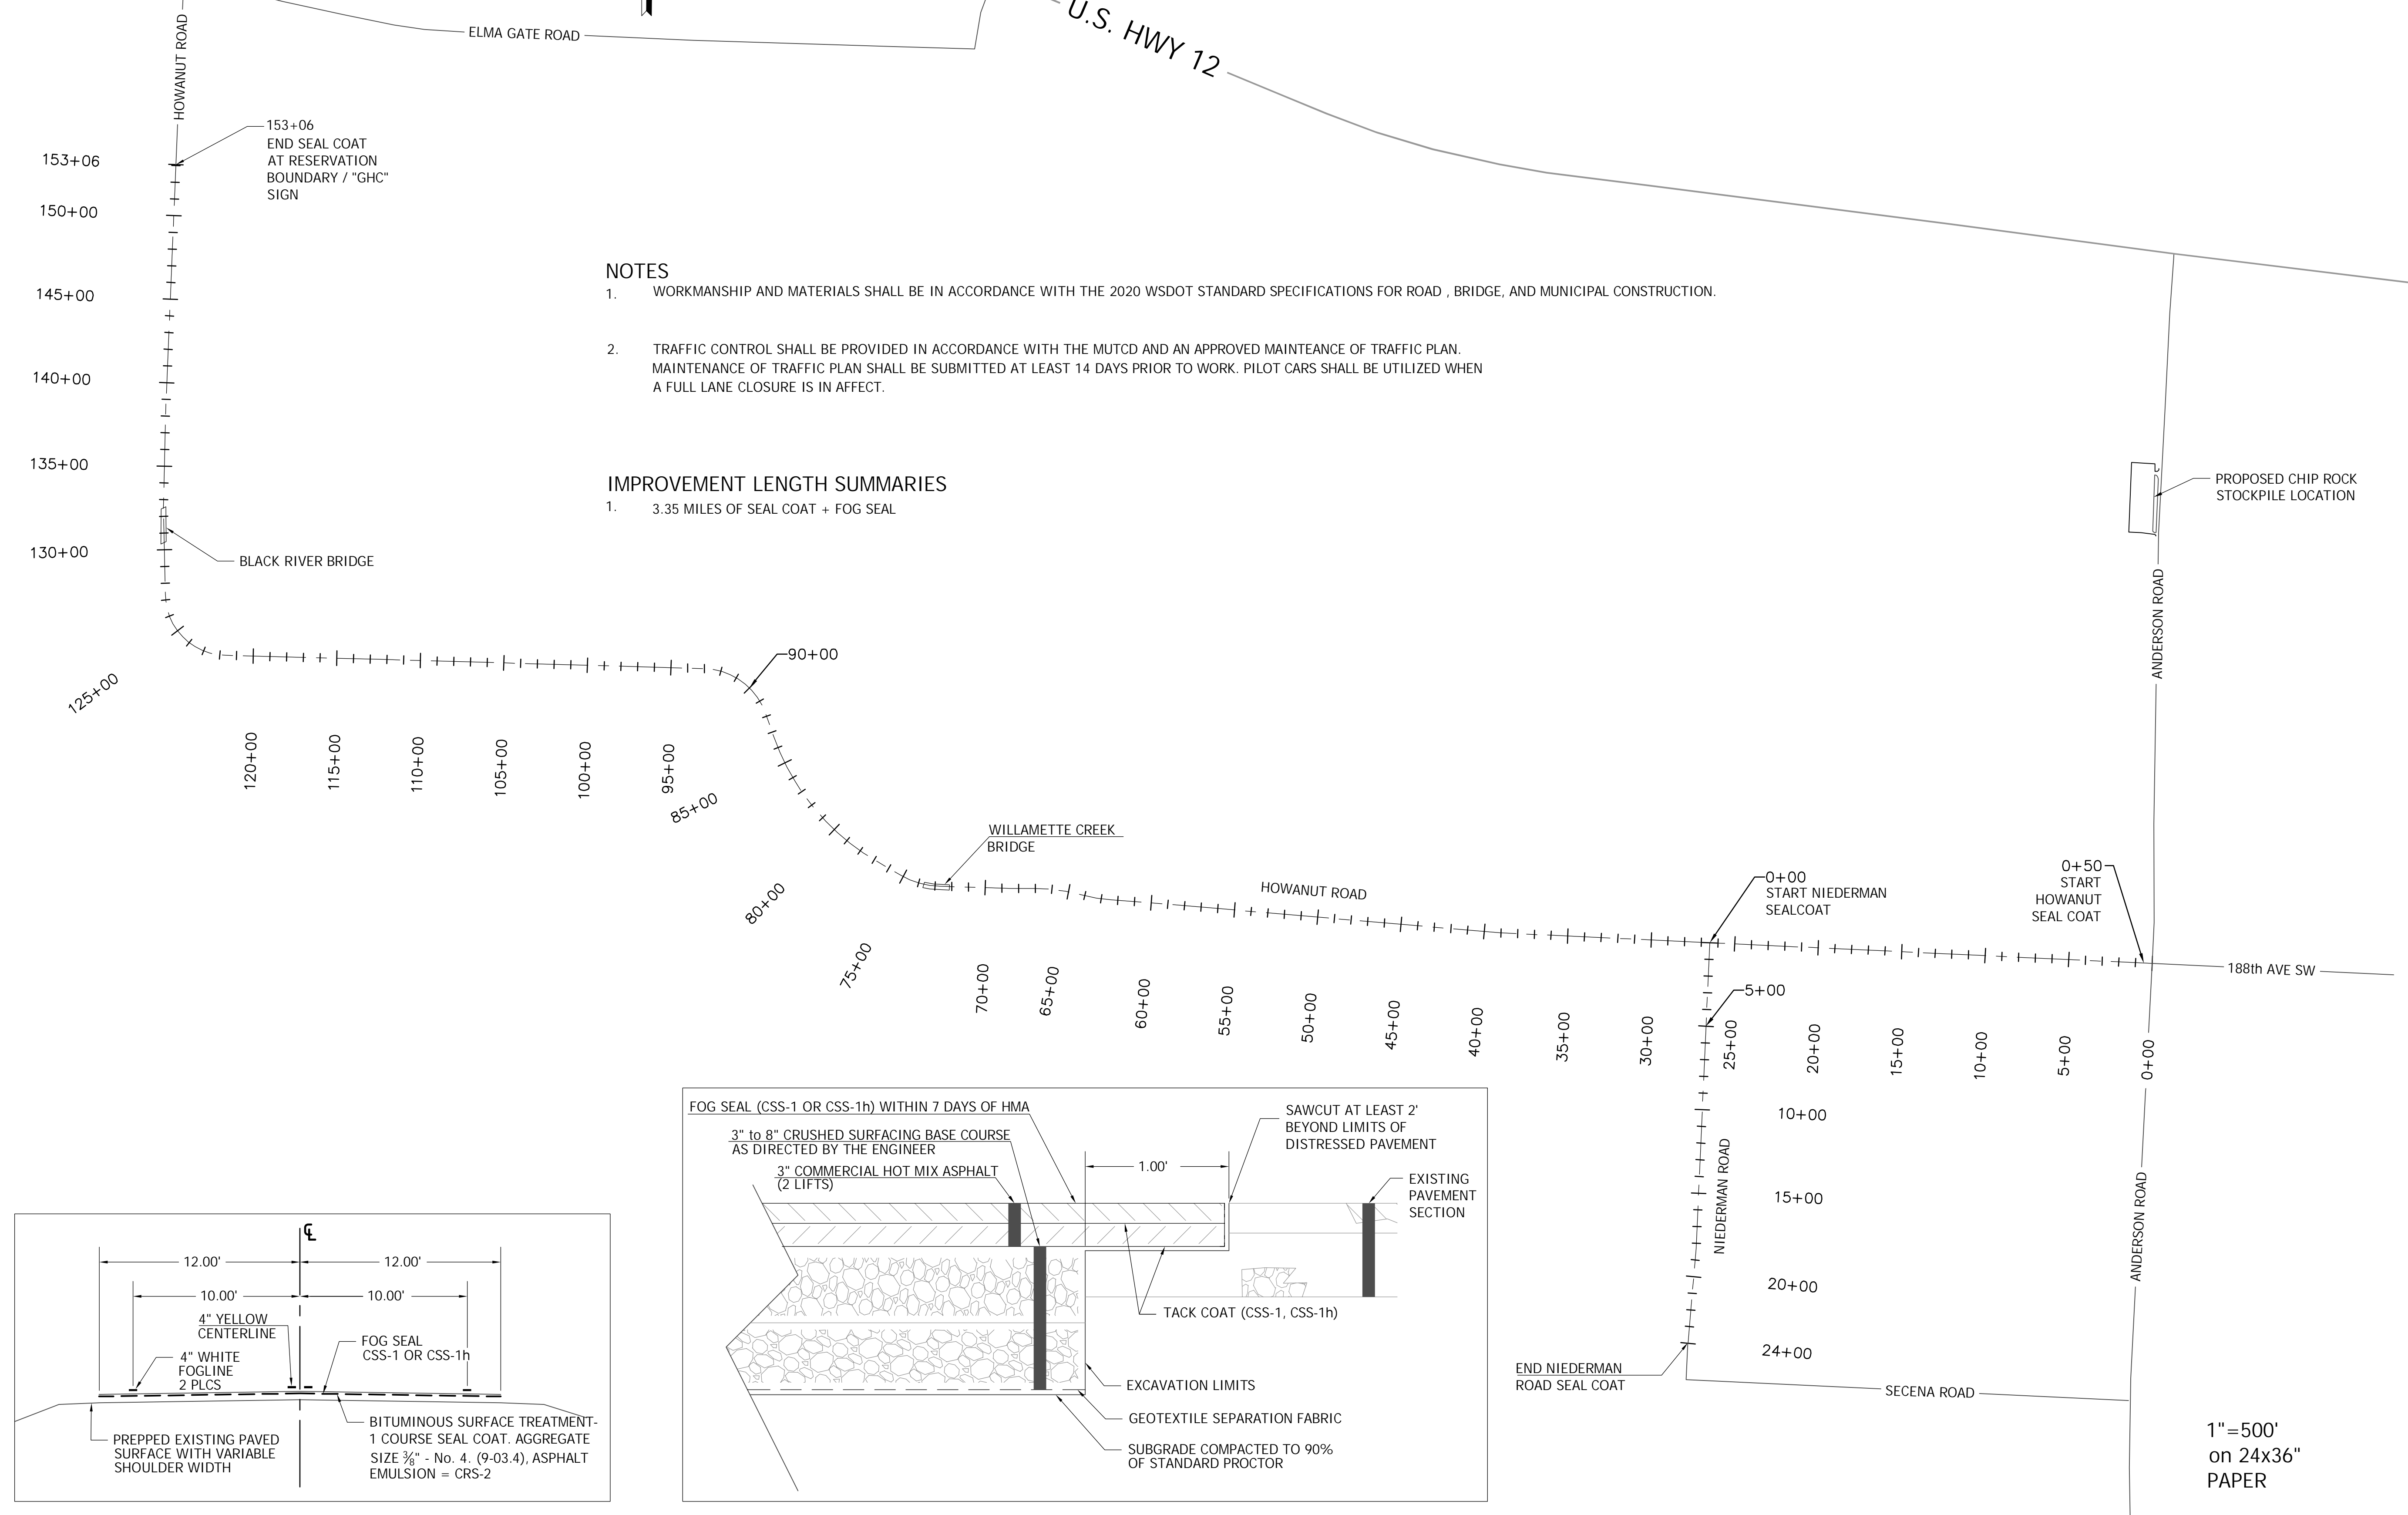 U.S. HWY 12
ELMA GATE ROAD
HOWANUT ROAD
153+06
END SEAL COAT
AT RESERVATION
BOUNDARY / "GHC"
SIGN
153+06
150+00
145+00
140+00
135+00
130+00
BLACK RIVER BRIDGE
125+00
NOTES
1. WORKMANSHIP AND MATERIALS SHALL BE IN ACCORDANCE WITH THE 2020 WSDOT STANDARD SPECIFICATIONS FOR ROAD , BRIDGE, AND MUNICIPAL CONSTRUCTION.
2. TRAFFIC CONTROL SHALL BE PROVIDED IN ACCORDANCE WITH THE MUTCD AND AN APPROVED MAINTEANCE OF TRAFFIC PLAN.
MAINTENANCE OF TRAFFIC PLAN SHALL BE SUBMITTED AT LEAST 14 DAYS PRIOR TO WORK. PILOT CARS SHALL BE UTILIZED WHEN
A FULL LANE CLOSURE IS IN AFFECT.
IMPROVEMENT LENGTH SUMMARIES
1. 3.35 MILES OF SEAL COAT + FOG SEAL
PROPOSED CHIP ROCK
STOCKPILE LOCATION
ANDERSON ROAD
90+00
120+00
115+00
110+00
105+00
100+00
95+00
85+00
80+00
75+00
WILLAMETTE CREEK
BRIDGE
HOWANUT ROAD
0+00
START NIEDERMAN
SEALCOAT
0+50
START
HOWANUT
SEAL COAT
188th AVE SW
70+00
65+00
60+00
55+00
50+00
45+00
40+00
35+00
30+00
25+00
20+00
15+00
10+00
5+00
0+00
5+00
10+00
15+00
20+00
24+00
NIEDERMAN ROAD
ANDERSON ROAD
END NIEDERMAN
ROAD SEAL COAT
SECENA ROAD
1"=500'
on 24x36"
PAPER
FOG SEAL (CSS-1 OR CSS-1h) WITHIN 7 DAYS OF HMA
3" to 8" CRUSHED SURFACING BASE COURSE
AS DIRECTED BY THE ENGINEER
3" COMMERCIAL HOT MIX ASPHALT
(2 LIFTS)
1.00'
SAWCUT AT LEAST 2'
BEYOND LIMITS OF
DISTRESSED PAVEMENT
EXISTING
PAVEMENT
SECTION
TACK COAT (CSS-1, CSS-1h)
EXCAVATION LIMITS
GEOTEXTILE SEPARATION FABRIC
SUBGRADE COMPACTED TO 90%
OF STANDARD PROCTOR
℄
12.00'
12.00'
10.00'
10.00'
4" YELLOW
CENTERLINE
4" WHITE
FOGLINE
2 PLCS
FOG SEAL
CSS-1 OR CSS-1h
PREPPED EXISTING PAVED
SURFACE WITH VARIABLE
SHOULDER WIDTH
BITUMINOUS SURFACE TREATMENT-
1 COURSE SEAL COAT. AGGREGATE
SIZE ⅜" - No. 4. (9-03.4), ASPHALT
EMULSION = CRS-2